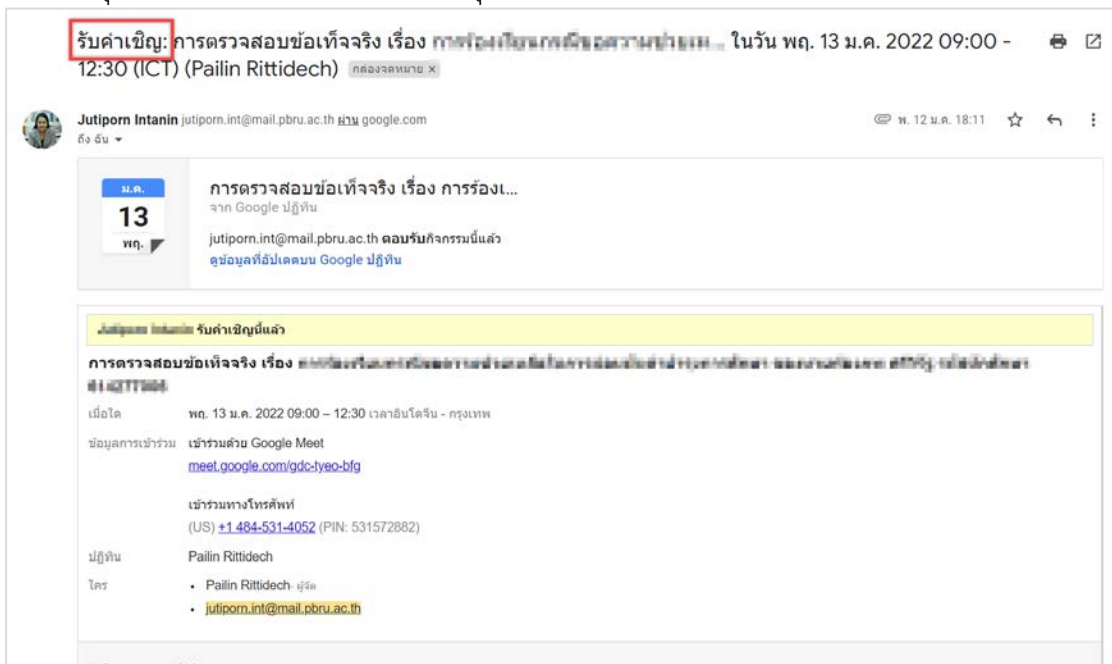 รับคำเชิญ: การตรวจสอบข้อเท็จจริง เรื่อง ... ในวัน พฤ. 13 ม.ค. 2022 09:00 -
12:30 (ICT) (Pailin Rittidech) กล่องจดหมาย ×
Jutiporn Intanin jutiporn.int@mail.pbru.ac.th ผ่าน google.com พ. 12 ม.ค. 18:11
ถึง ฉัน
ม.ค.
13
พฤ.
การตรวจสอบข้อเท็จจริง เรื่อง การร้องเ...
จาก Google ปฏิทิน
jutiporn.int@mail.pbru.ac.th ตอบรับกิจกรรมนี้แล้ว
ดูข้อมูลที่อัปเดตบน Google ปฏิทิน
รับคำเชิญนี้แล้ว
การตรวจสอบข้อเท็จจริง เรื่อง
เมื่อใด พฤ. 13 ม.ค. 2022 09:00 – 12:30 เวลาอินโดจีน - กรุงเทพ
ข้อมูลการเข้าร่วม เข้าร่วมด้วย Google Meet
meet.google.com/gdc-tyeo-bfg
เข้าร่วมทางโทรศัพท์
(US) +1 484-531-4052 (PIN: 531572882)
ปฏิทิน Pailin Rittidech
ใคร • Pailin Rittidech- ผู้จัด
• jutiporn.int@mail.pbru.ac.th